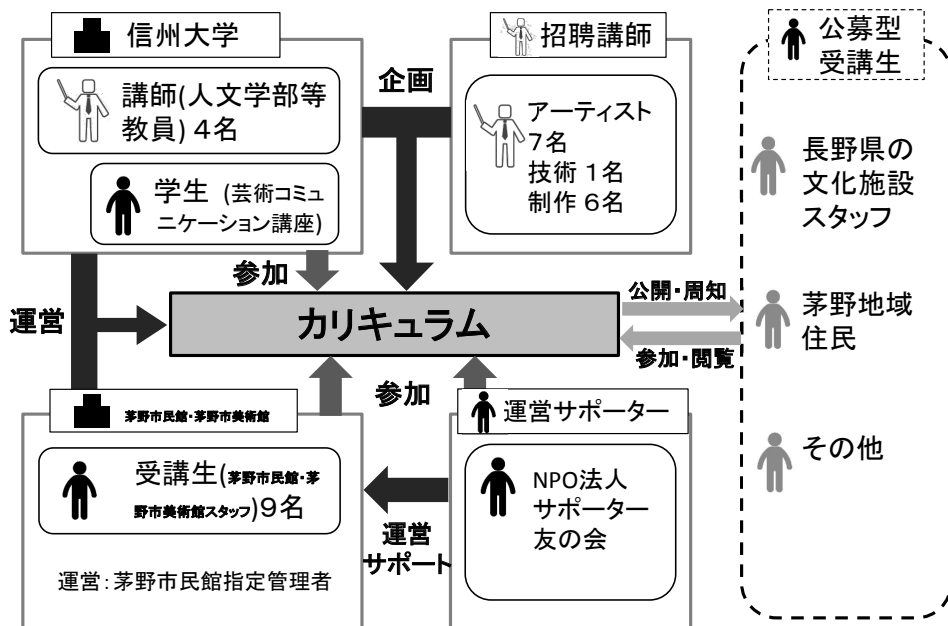 信州大学
講師(人文学部等
教員) 4名
学生 (芸術コミュ
ニケーション講座)
企画
招聘講師
アーティスト
7名
技術 1名
制作 6名
公募型
受講生
長野県の
文化施設
スタッフ
茅野地域
住民
その他
参加
運営
カリキュラム
公開・周知
参加・閲覧
参加
茅野市民館・茅野市美術館
受講生(茅野市民館・茅
野市美術館スタッフ)9名
運営:茅野市民館指定管理者
運営
サポート
運営サポーター
NPO法人
サポーター
友の会